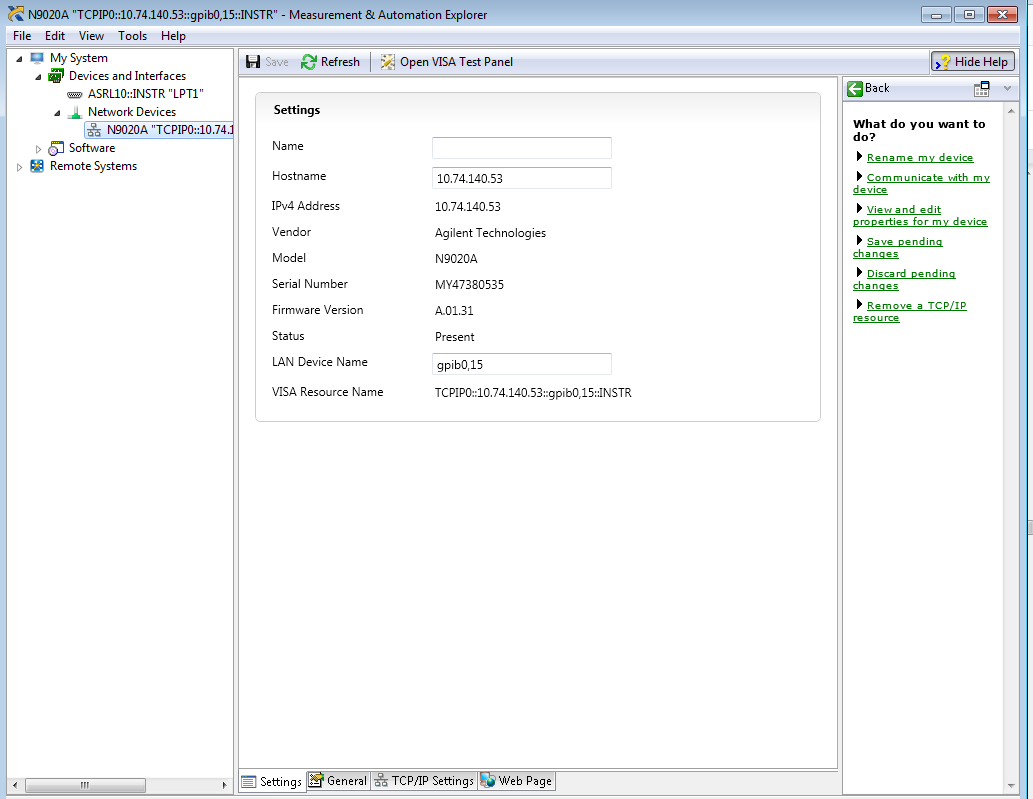 N9020A "TCPIP0::10.74.140.53::gpib0,15::INSTR" - Measurement & Automation Explorer
File Edit View Tools Help
My System
Devices and Interfaces
ASRL10::INSTR "LPT1"
Network Devices
N9020A "TCPIP0::10.74.1
Software
Remote Systems
Save Refresh Open VISA Test Panel Hide Help
Settings
Name
Hostname 10.74.140.53
IPv4 Address 10.74.140.53
Vendor Agilent Technologies
Model N9020A
Serial Number MY47380535
Firmware Version A.01.31
Status Present
LAN Device Name gpib0,15
VISA Resource Name TCPIP0::10.74.140.53::gpib0,15::INSTR
Settings General TCP/IP Settings Web Page
Back
What do you want to
do?
Rename my device
Communicate with my
device
View and edit
properties for my device
Save pending
changes
Discard pending
changes
Remove a TCP/IP
resource